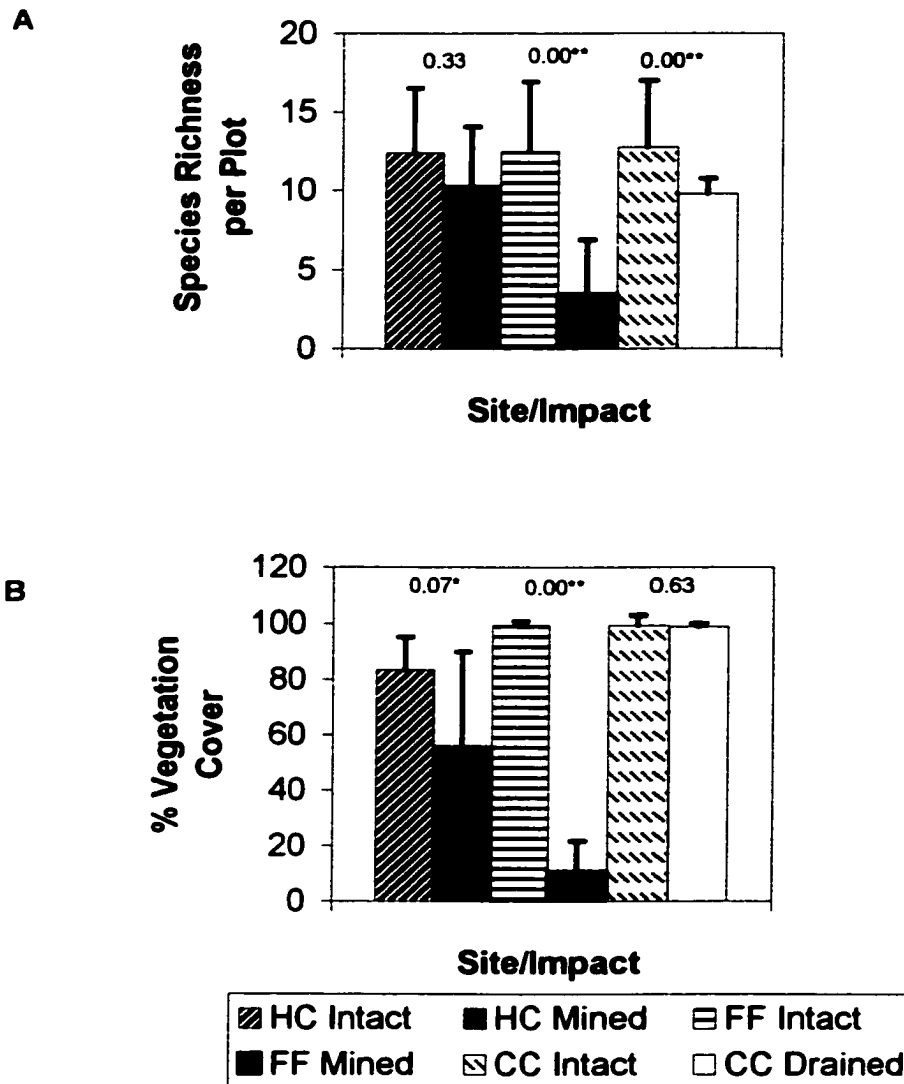 A
Species Richness
per Plot
20
15
10
5
0
0.33 0.00** 0.00**
Site/Impact
B
% Vegetation
Cover
120
100
80
60
40
20
0
0.07* 0.00** 0.63
Site/Impact
HC Intact HC Mined FF Intact
FF Mined CC Intact CC Drained